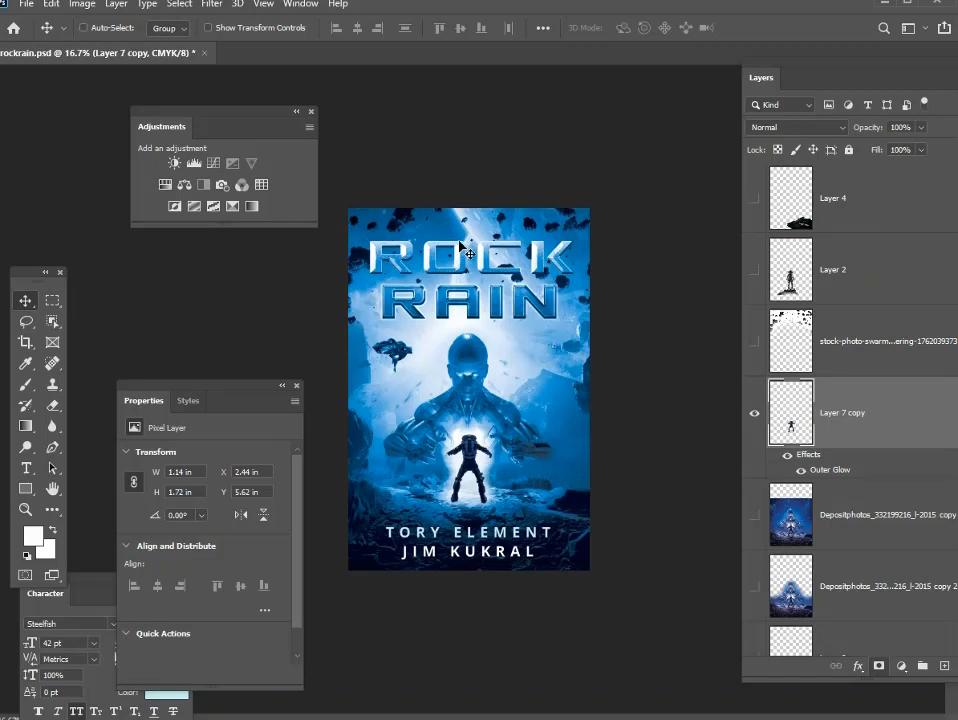 Ps File Edit Image Layer Type Select Filter 3D View Window Help
Auto-Select: Group Show Transform Controls 3D Mode:
rockrain.psd @ 16.7% (Layer 7 copy, CMYK/8) * ×
Layers
Kind
Normal Opacity: 100%
Lock: Fill: 100%
Layer 4
Layer 2
stock-photo-swarm...ering-1762039373
Layer 7 copy
Effects
Outer Glow
Depositphotos_332199216_l-2015 copy
Depositphotos_332...216_l-2015 copy 2
Adjustments
Add an adjustment
ROCK
RAIN
TORY ELEMENT
JIM KUKRAL
Properties Styles
Pixel Layer
Transform
W 1.14 in X 2.44 in
H 1.72 in Y 5.62 in
0.00°
Align and Distribute
Align:
Quick Actions
Character
Steelfish
42 pt
Metrics
100%
0 pt Color:
T T TT Tt T¹ T₁ T T